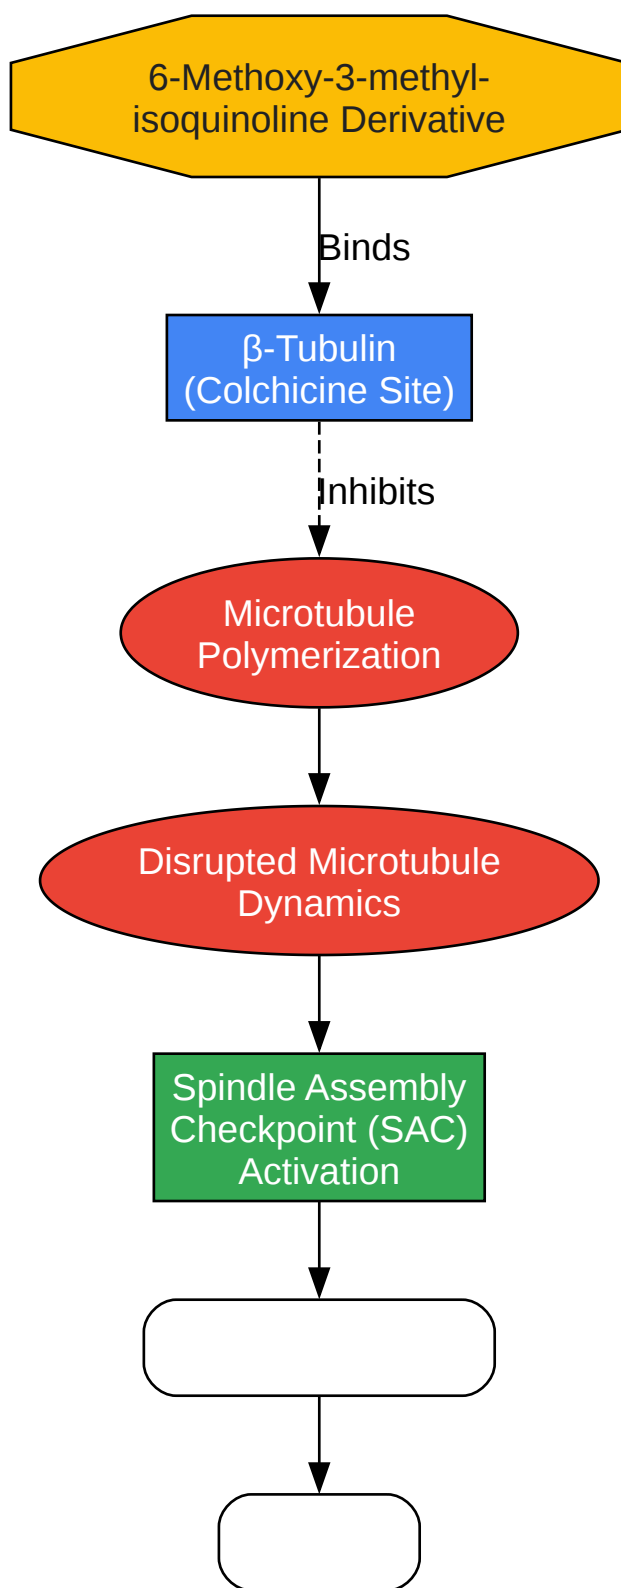 6-Methoxy-3-methyl-
isoquinoline Derivative
Binds
β-Tubulin
(Colchicine Site)
Inhibits
Microtubule
Polymerization
Disrupted Microtubule
Dynamics
Spindle Assembly
Checkpoint (SAC)
Activation